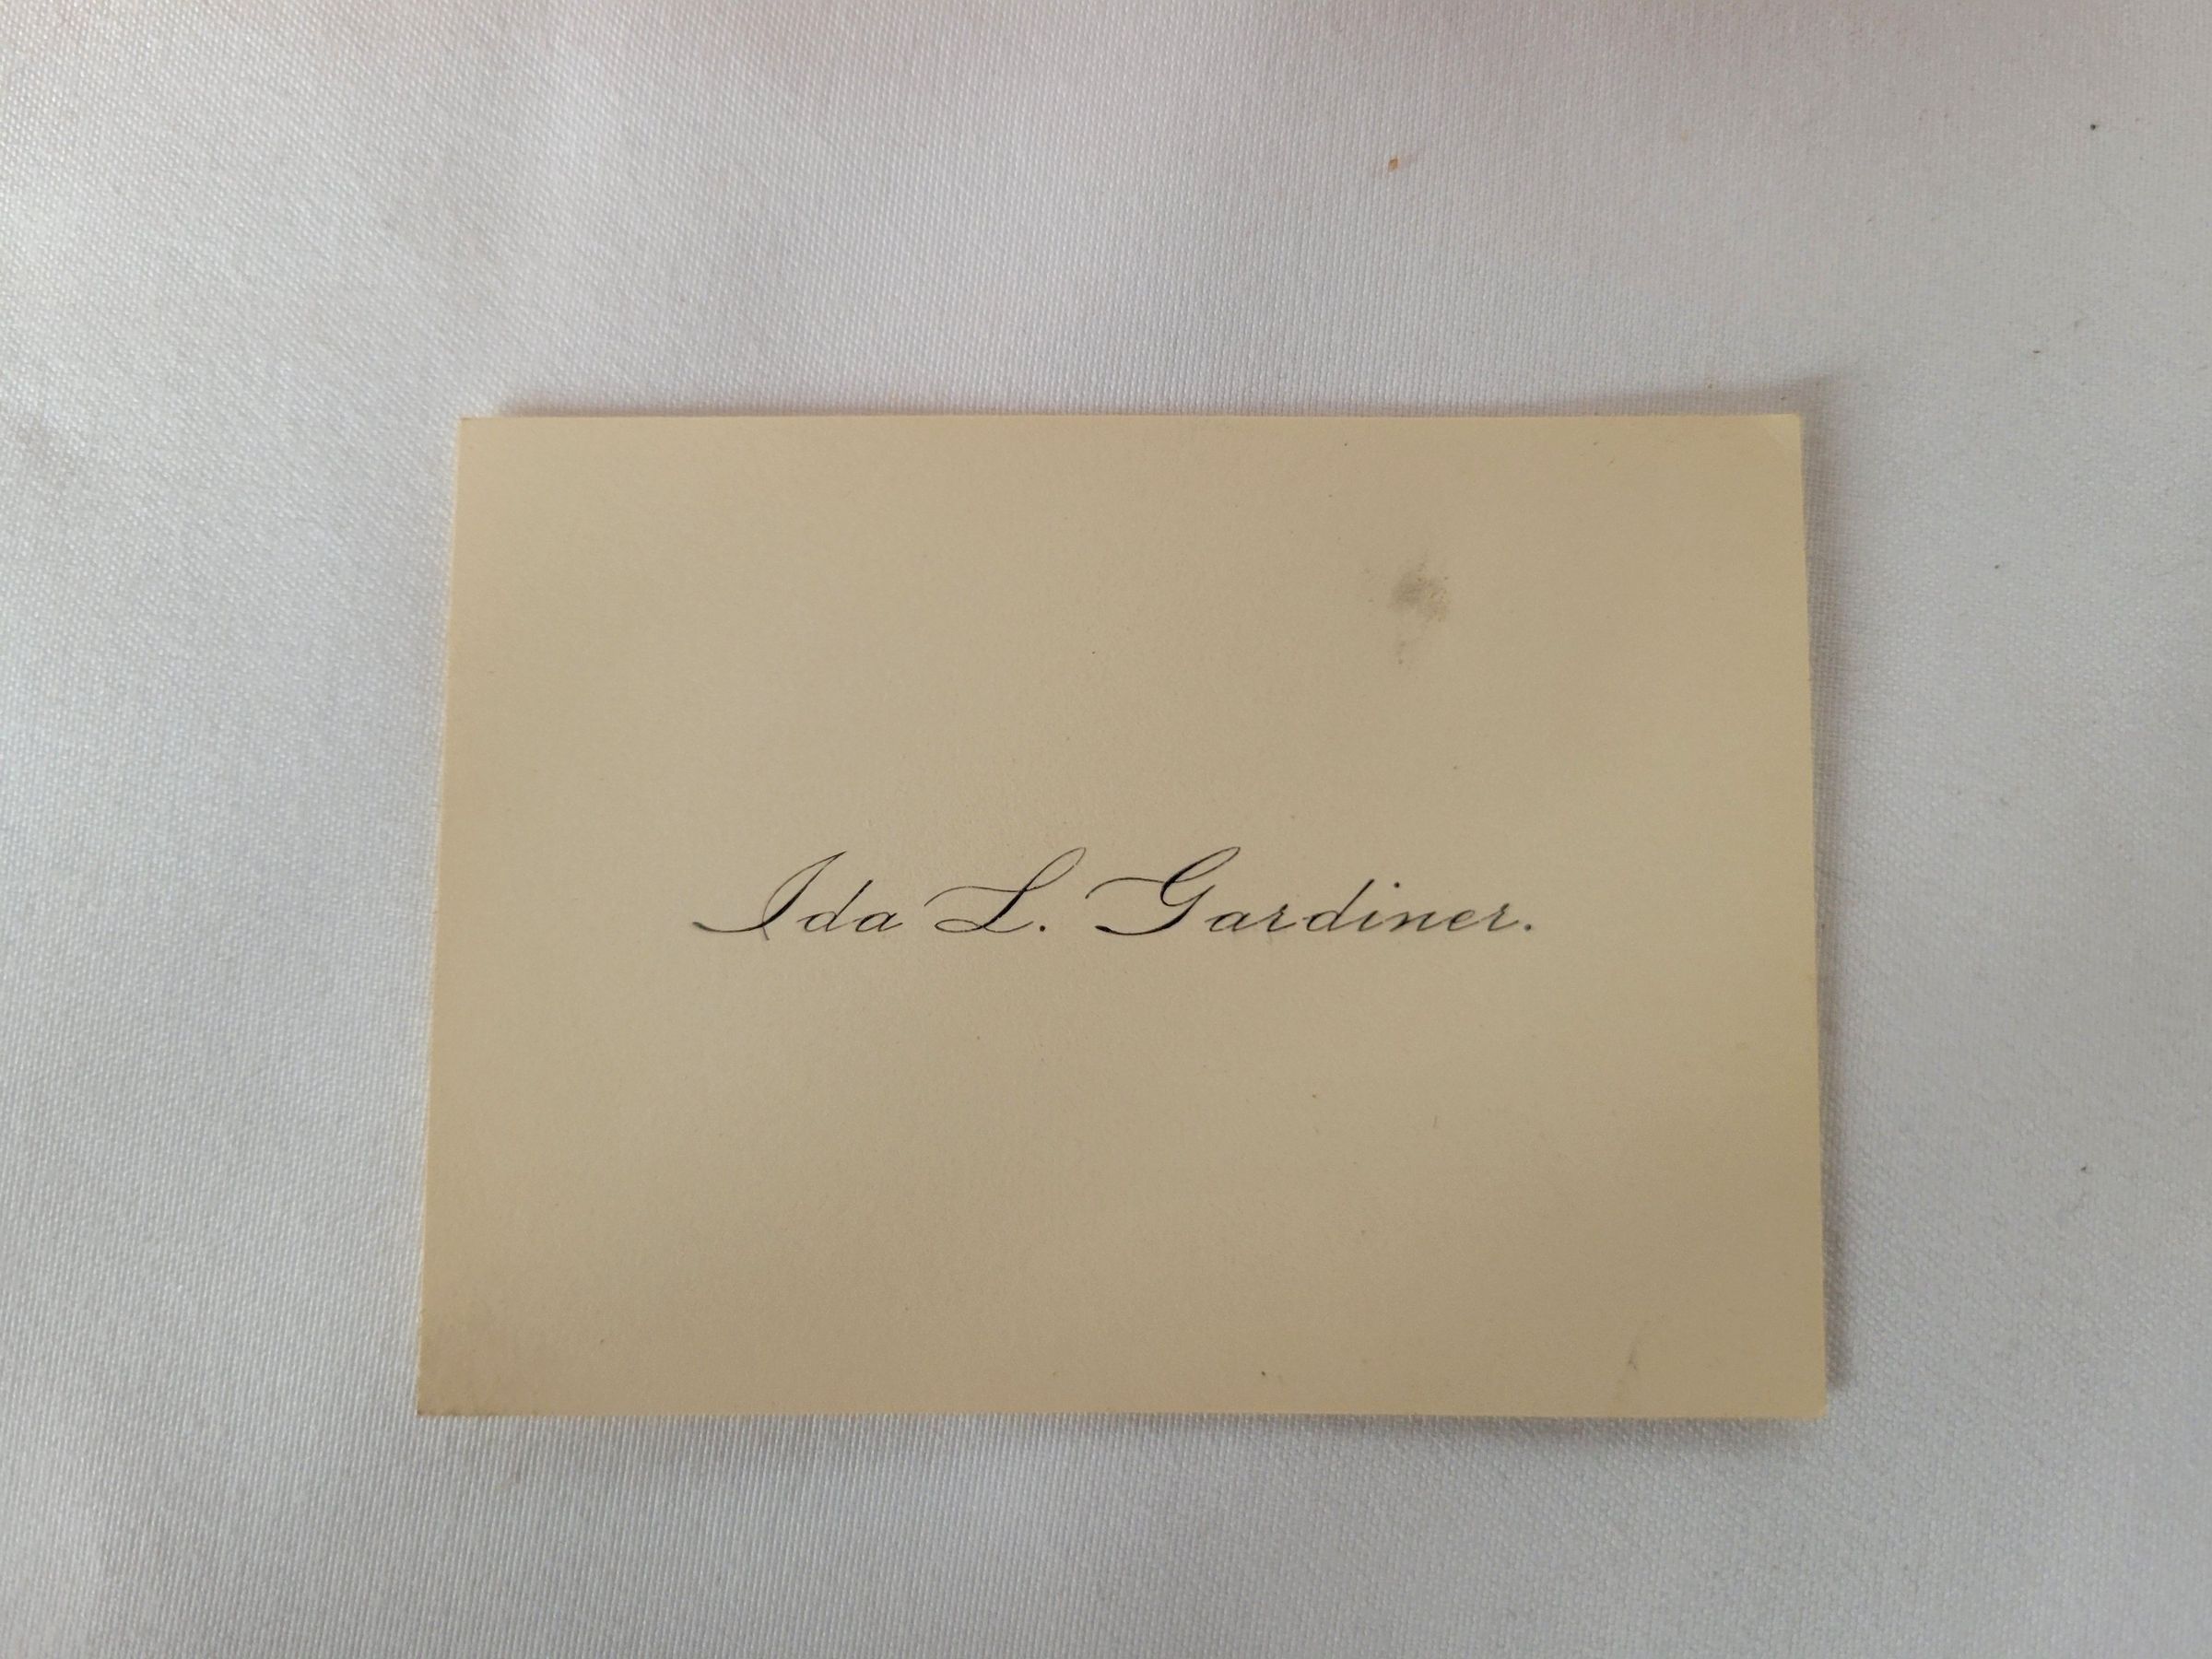 Ida L. Gardiner.